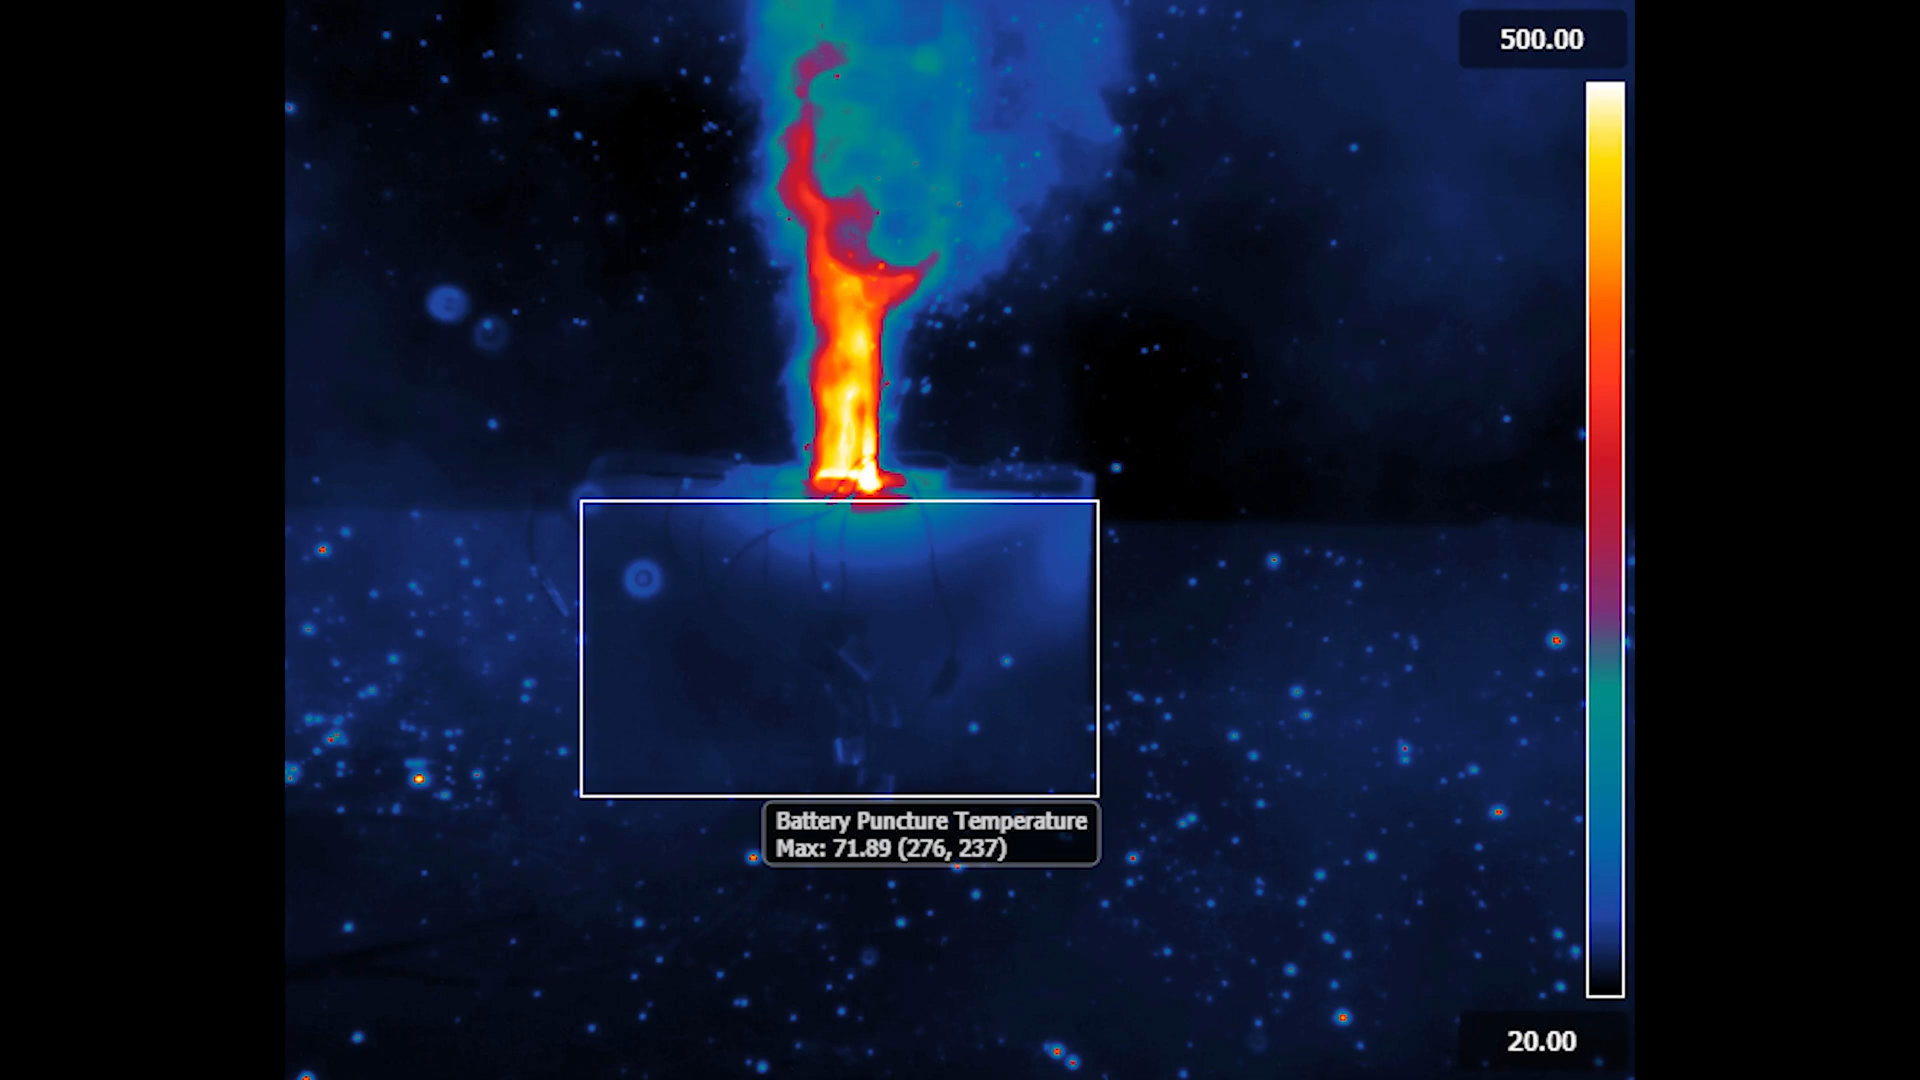 500.00
Battery Puncture Temperature
Max: 71.89 (276, 237)
20.00